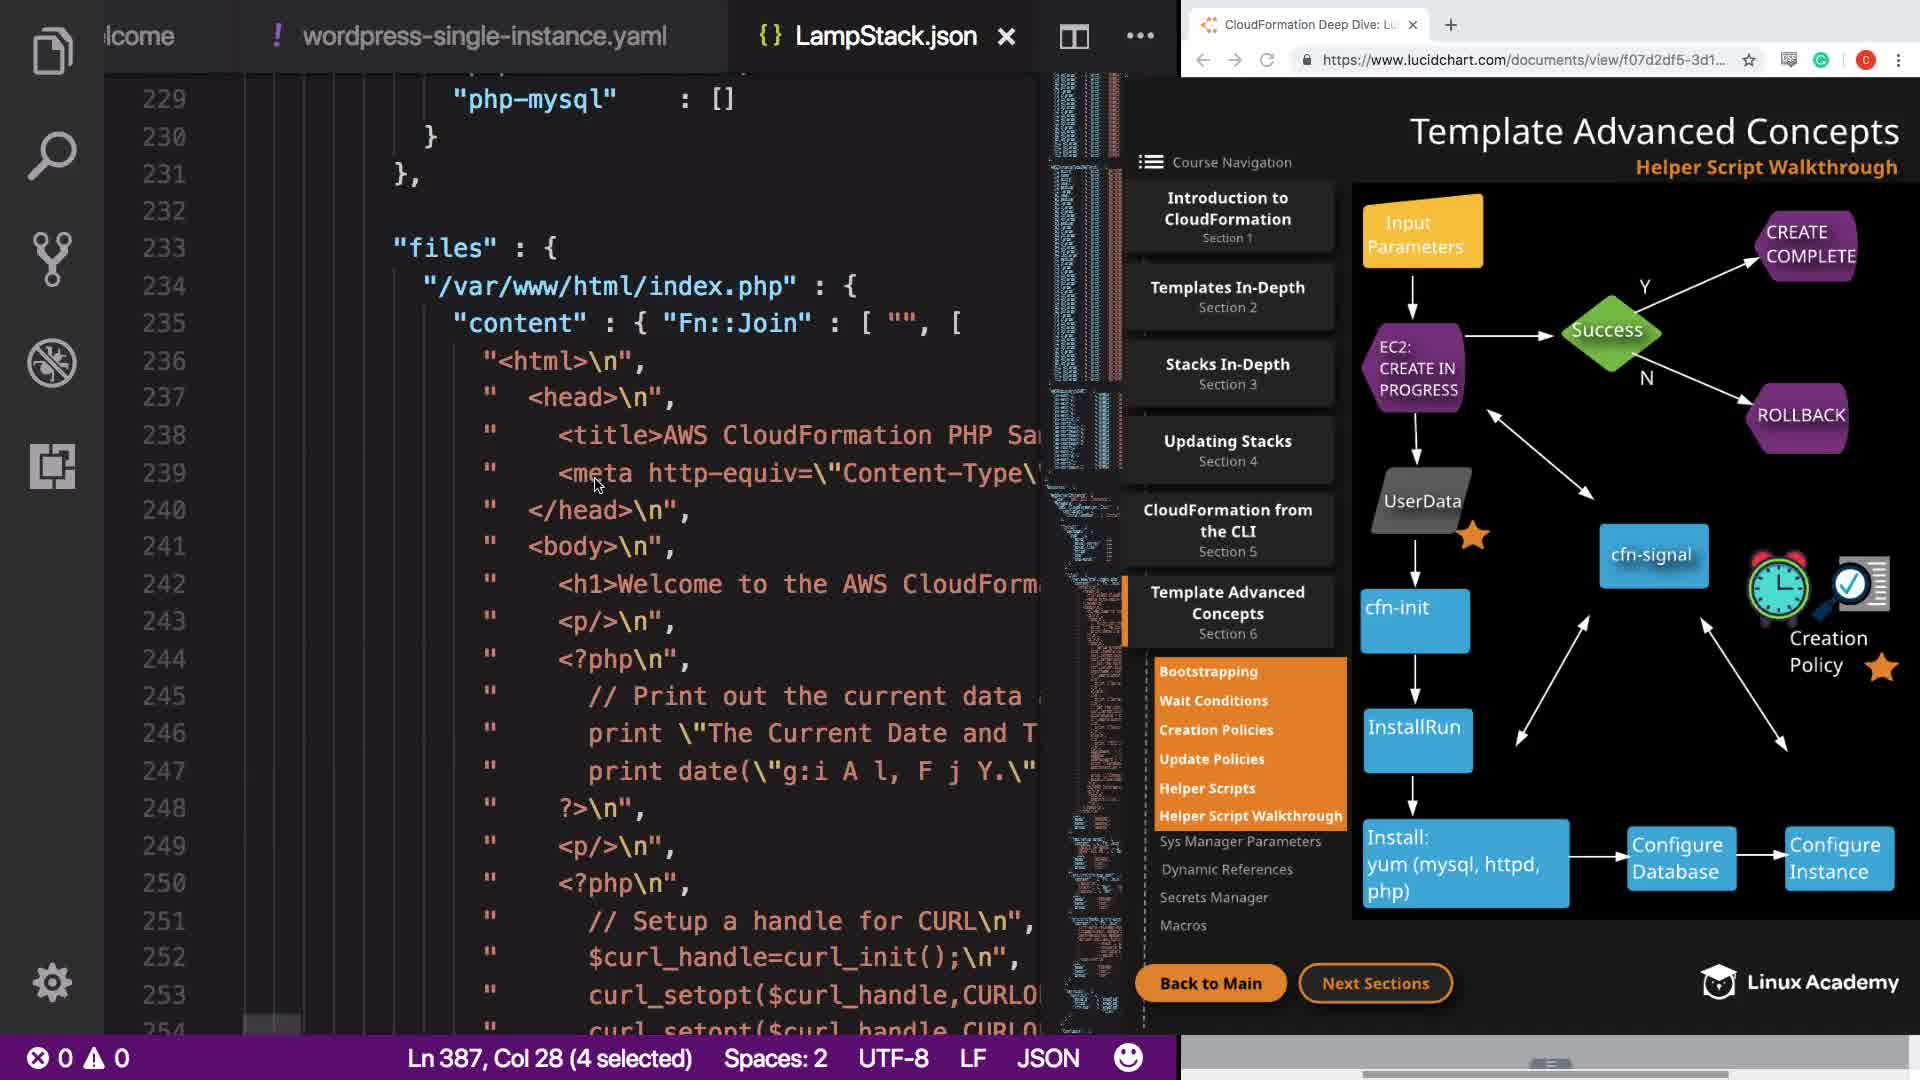 lcome
! wordpress-single-instance.yaml
{} LampStack.json
229 "php-mysql" : []
230 }
231 },
232
233 "files" : {
234 "/var/www/html/index.php" : {
235 "content" : { "Fn::Join" : [ "", [
236 "<html>\n",
237 " <head>\n",
238 " <title>AWS CloudFormation PHP Sa
239 " <meta http-equiv=\"Content-Type\
240 " </head>\n",
241 " <body>\n",
242 " <h1>Welcome to the AWS CloudForm
243 " <p/>\n",
244 " <?php\n",
245 " // Print out the current data
246 " print \"The Current Date and T
247 " print date(\"g:i A l, F j Y.\"
248 " ?>\n",
249 " <p/>\n",
250 " <?php\n",
251 " // Setup a handle for CURL\n",
252 " $curl_handle=curl_init();\n",
253 " curl_setopt($curl_handle,CURLO
254 " curl_setopt($curl_handle,CURLO
0 0 Ln 387, Col 28 (4 selected) Spaces: 2 UTF-8 LF JSON
CloudFormation Deep Dive: Lu
https://www.lucidchart.com/documents/view/f07d2df5-3d1...
C
Template Advanced Concepts
Helper Script Walkthrough
Course Navigation
Introduction to
CloudFormation
Section 1
Templates In-Depth
Section 2
Stacks In-Depth
Section 3
Updating Stacks
Section 4
CloudFormation from
the CLI
Section 5
Template Advanced
Concepts
Section 6
Bootstrapping
Wait Conditions
Creation Policies
Update Policies
Helper Scripts
Helper Script Walkthrough
Sys Manager Parameters
Dynamic References
Secrets Manager
Macros
Back to Main
Next Sections
Input
Parameters
EC2:
CREATE IN
PROGRESS
Success
Y
N
CREATE
COMPLETE
ROLLBACK
UserData
cfn-signal
cfn-init
Creation
Policy
InstallRun
Install:
yum (mysql, httpd,
php)
Configure
Database
Configure
Instance
Linux Academy